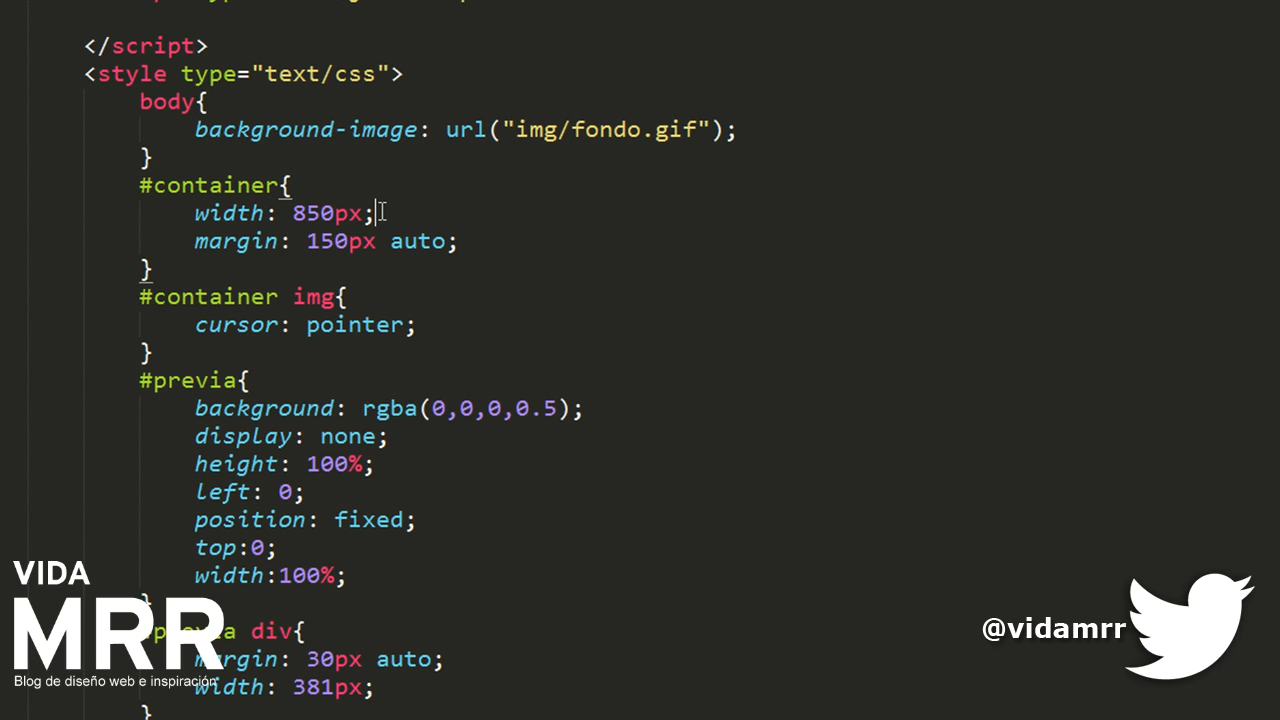 </script>
<style type="text/css">
body{
background-image: url("img/fondo.gif");
}
#container{
width: 850px;
margin: 150px auto;
}
#container img{
cursor: pointer;
}
#previa{
background: rgba(0,0,0,0.5);
display: none;
height: 100%;
left: 0;
position: fixed;
top:0;
width:100%;
}
#previa div{
margin: 30px auto;
width: 381px;
}
VIDA
MRR
Blog de diseño web e inspiración
@vidamrr